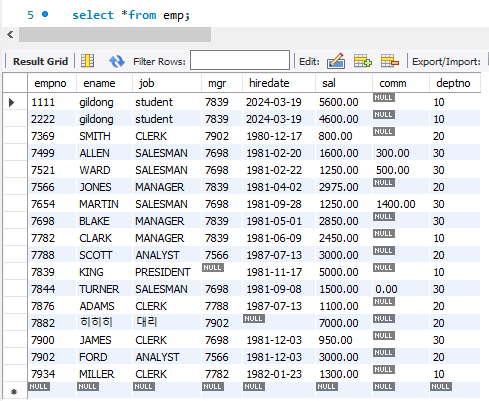 5 select *from emp;
Result Grid Filter Rows: Edit: Export/Import:
empno ename job mgr hiredate sal comm deptno
1111 gildong student 7839 2024-03-19 5600.00 NULL 10
2222 gildong student 7839 2024-03-19 4600.00 NULL 10
7369 SMITH CLERK 7902 1980-12-17 800.00 NULL 20
7499 ALLEN SALESMAN 7698 1981-02-20 1600.00 300.00 30
7521 WARD SALESMAN 7698 1981-02-22 1250.00 500.00 30
7566 JONES MANAGER 7839 1981-04-02 2975.00 NULL 20
7654 MARTIN SALESMAN 7698 1981-09-28 1250.00 1400.00 30
7698 BLAKE MANAGER 7839 1981-05-01 2850.00 NULL 30
7782 CLARK MANAGER 7839 1981-06-09 2450.00 NULL 10
7788 SCOTT ANALYST 7566 1987-07-13 3000.00 NULL 20
7839 KING PRESIDENT NULL 1981-11-17 5000.00 NULL 10
7844 TURNER SALESMAN 7698 1981-09-08 1500.00 0.00 30
7876 ADAMS CLERK 7788 1987-07-13 1100.00 NULL 20
7882 히히히 대리 7902 NULL 7000.00 NULL 20
7900 JAMES CLERK 7698 1981-12-03 950.00 NULL 30
7902 FORD ANALYST 7566 1981-12-03 3000.00 NULL 20
7934 MILLER CLERK 7782 1982-01-23 1300.00 NULL 10
NULL NULL NULL NULL NULL NULL NULL NULL